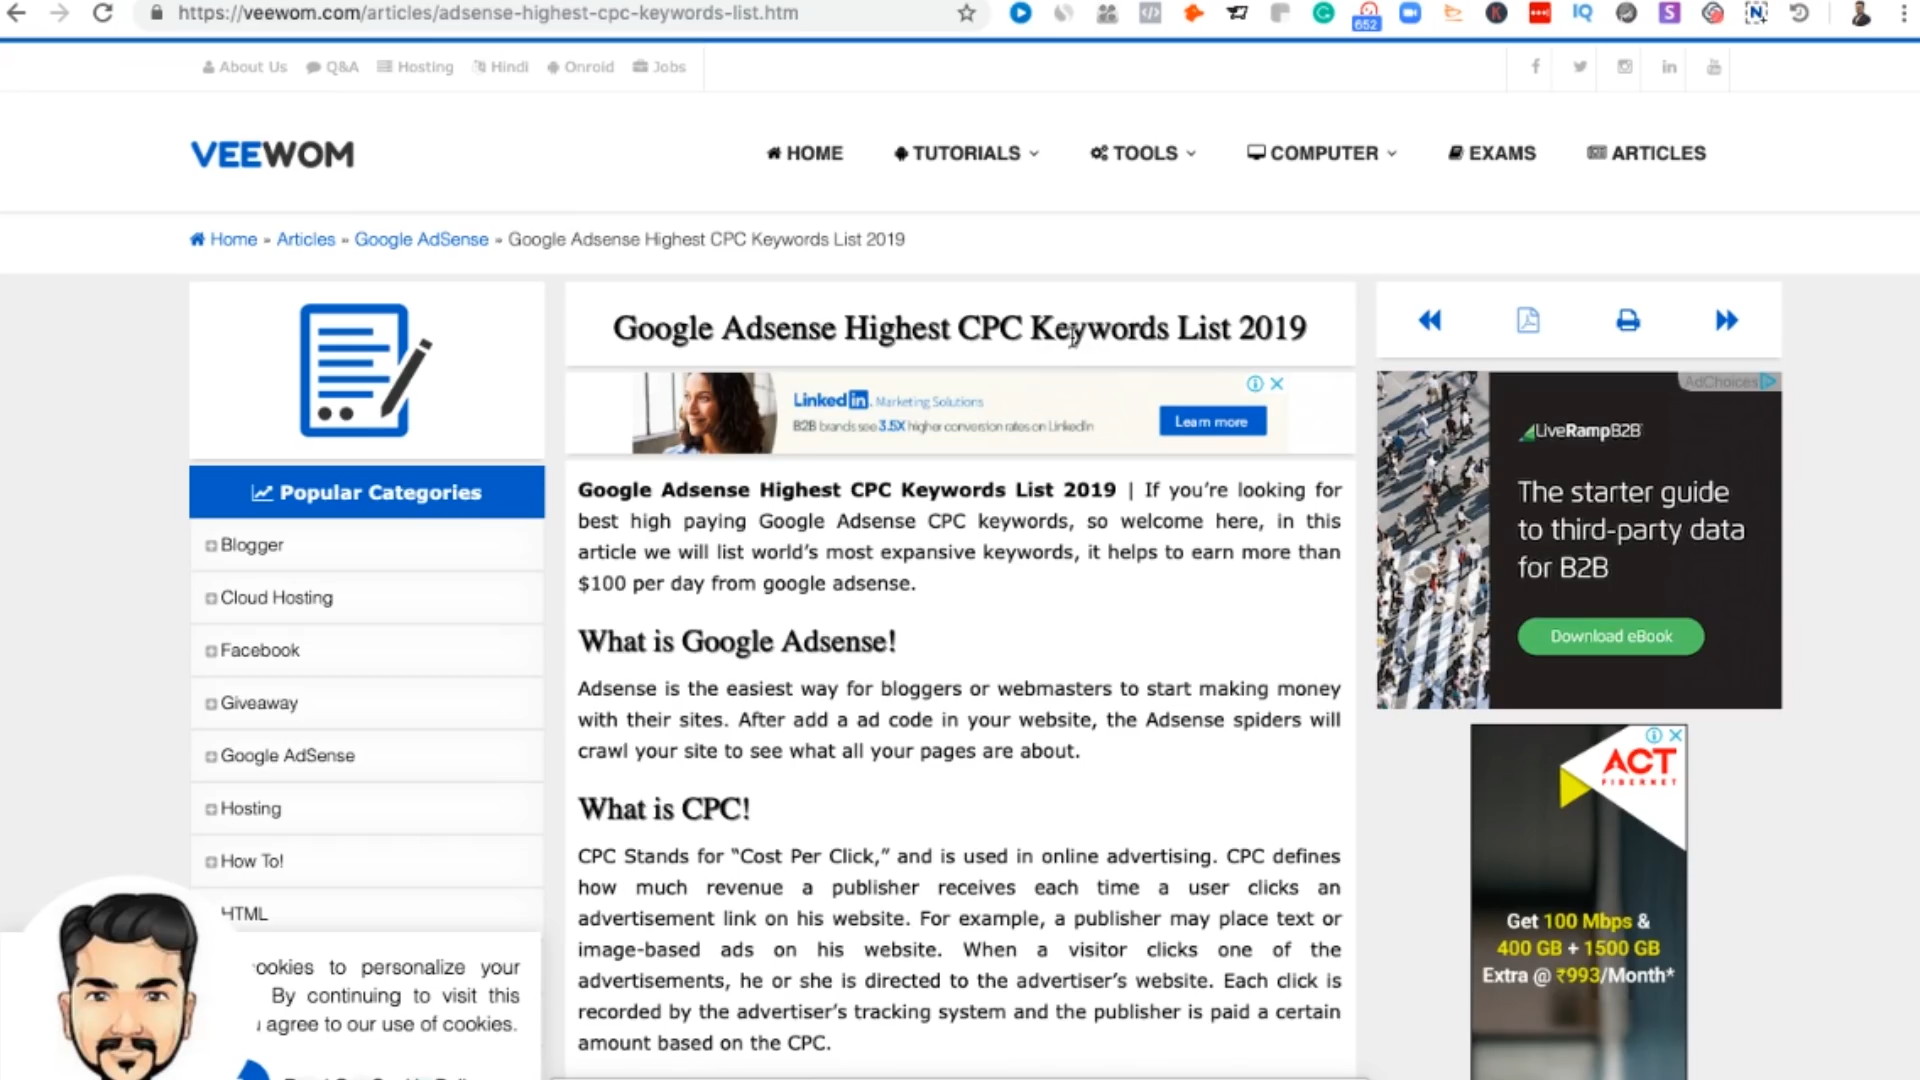 https://veewom.com/articles/adsense-highest-cpc-keywords-list.htm
652
About Us Q&A Hosting Hindi Onroid Jobs
VEEWOM
HOME TUTORIALS TOOLS COMPUTER EXAMS ARTICLES
Home » Articles » Google AdSense » Google Adsense Highest CPC Keywords List 2019
Popular Categories
Blogger
Cloud Hosting
Facebook
Giveaway
Google AdSense
Hosting
How To!
HTML
ookies to personalize your
By continuing to visit this
agree to our use of cookies.
Google Adsense Highest CPC Keywords List 2019
Linked in Marketing Solutions
B2B brands see 3.5X higher conversion rates on LinkedIn
Learn more
Google Adsense Highest CPC Keywords List 2019 | If you’re looking for
best high paying Google Adsense CPC keywords, so welcome here, in this
article we will list world’s most expansive keywords, it helps to earn more than
$100 per day from google adsense.
What is Google Adsense!
Adsense is the easiest way for bloggers or webmasters to start making money
with their sites. After add a ad code in your website, the Adsense spiders will
crawl your site to see what all your pages are about.
What is CPC!
CPC Stands for “Cost Per Click,” and is used in online advertising. CPC defines
how much revenue a publisher receives each time a user clicks an
advertisement link on his website. For example, a publisher may place text or
image-based ads on his website. When a visitor clicks one of the
advertisements, he or she is directed to the advertiser’s website. Each click is
recorded by the advertiser’s tracking system and the publisher is paid a certain
amount based on the CPC.
AdChoices
LiveRampB2B
The starter guide
to third-party data
for B2B
Download eBook
ACT
FIBERNET
Get 100 Mbps &
400 GB + 1500 GB
Extra @ ₹993/Month*